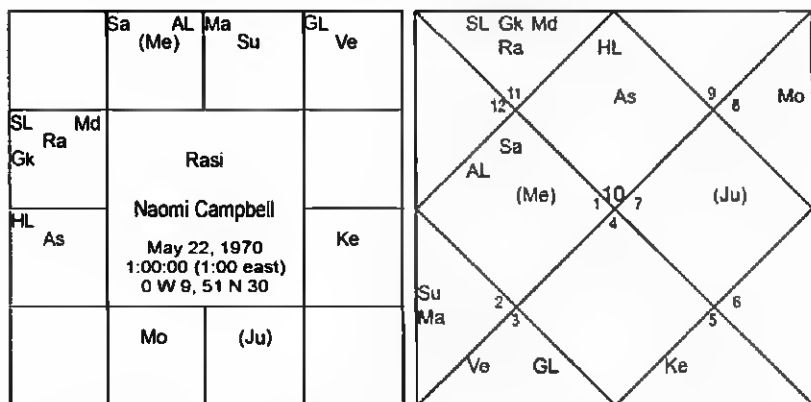 Sa AL Ma GL
(Me) Su Ve
SL Md
Ra
Gk
Rasi
Naomi Campbell
May 22, 1970
1:00:00 (1:00 east)
0 W 9, 51 N 30
HL
As
Ke
Mo (Ju)
SL Gk Md
Ra
HL
As
11
12
9
8
Mo
Sa
AL
(Me)
10
1 7
4
(Ju)
Su
Ma
2
3
6
5
Ve GL
Ke